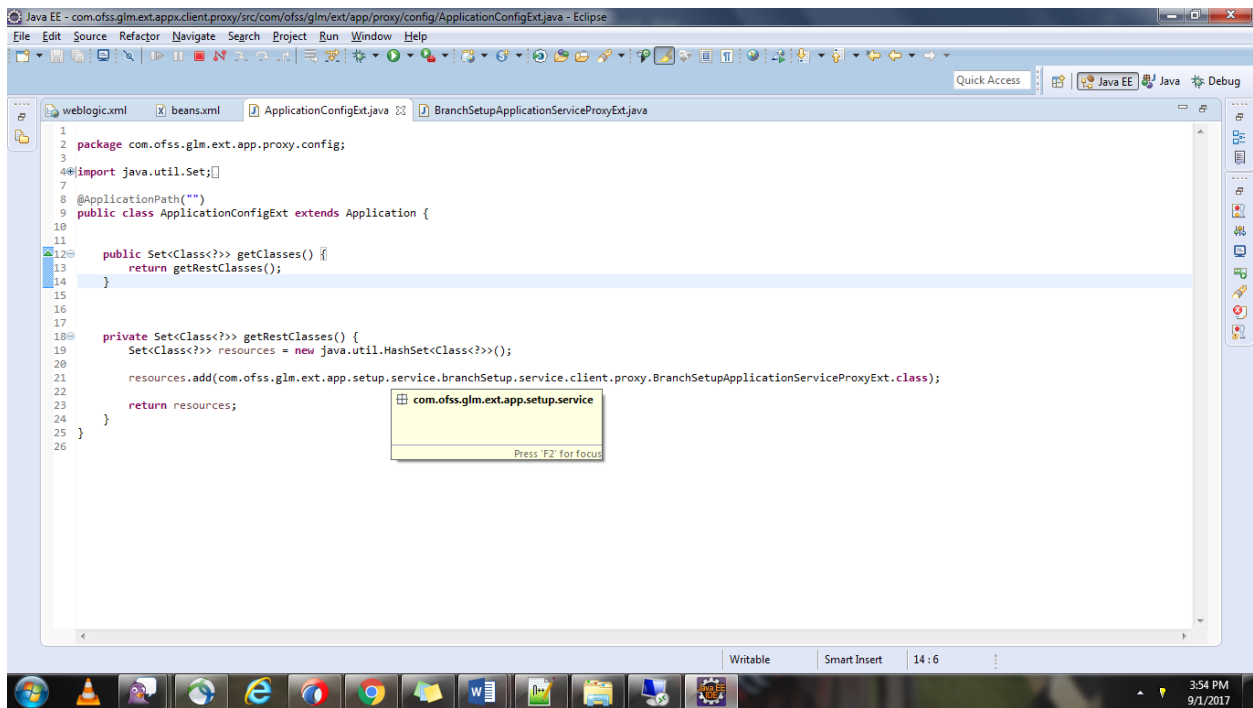 Java EE - com.ofss.glm.ext.appx.client.proxy/src/com/ofss/glm/ext/app/proxy/config/ApplicationConfigExt.java - Eclipse
File Edit Source Refactor Navigate Search Project Run Window Help
Quick Access Java EE Java Debug
weblogic.xml beans.xml ApplicationConfigExt.java BranchSetupApplicationServiceProxyExt.java
1
2 package com.ofss.glm.ext.app.proxy.config;
3
4 import java.util.Set;
7
8 @ApplicationPath("")
9 public class ApplicationConfigExt extends Application {
10
11
12 public Set<Class<?>> getClasses() {
13 return getRestClasses();
14 }
15
16
17
18 private Set<Class<?>> getRestClasses() {
19 Set<Class<?>> resources = new java.util.HashSet<Class<?>>();
20
21 resources.add(com.ofss.glm.ext.app.setup.service.branchSetup.service.client.proxy.BranchSetupApplicationServiceProxyExt.class);
22
23 return resources;
24 }
25 }
26
com.ofss.glm.ext.app.setup.service
Press 'F2' for focus
Writable Smart Insert 14 : 6
3:54 PM
9/1/2017